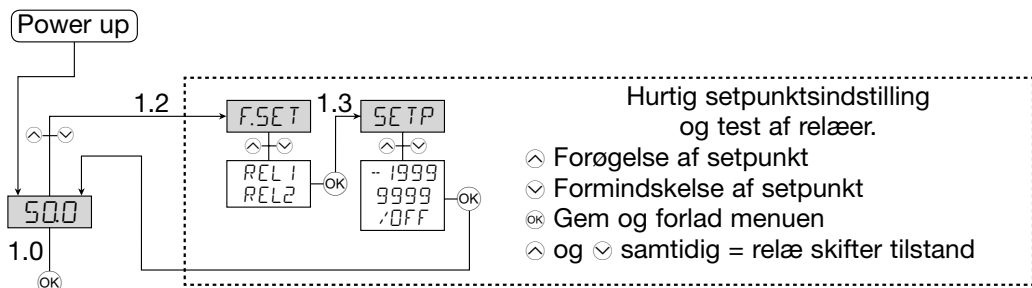 Power up
1.2
F.SET
1.3
SETP
REL1
REL2
OK
-1999
9999
/OFF
OK
50.0
1.0
OK
Hurtig setpunktsindstilling
og test af relæer.
Forøgelse af setpunkt
Formindskelse af setpunkt
OK Gem og forlad menuen
og samtidig = relæ skifter tilstand